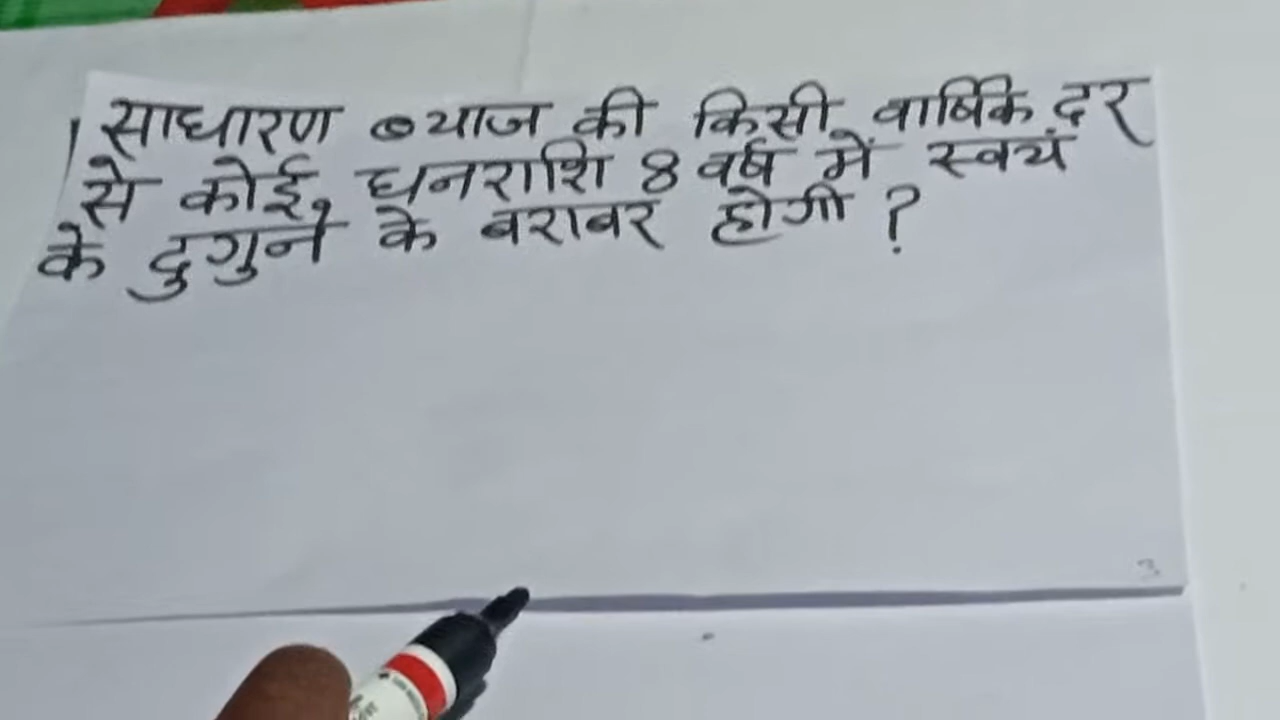 साधारण ब्याज की किसी वार्षिक दर
से कोई धनराशि 8 वर्ष में स्वयं
के दुगुने के बराबर होगी ?